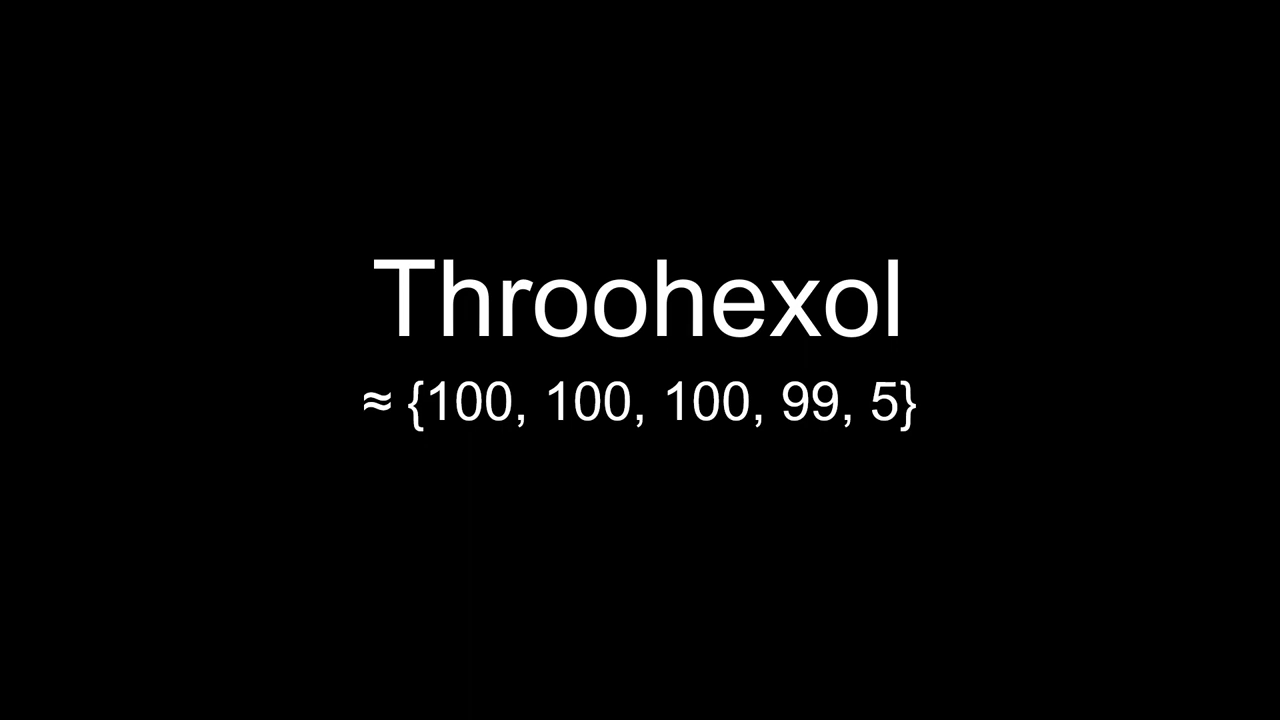 Throohexol
≈ {100, 100, 100, 99, 5}